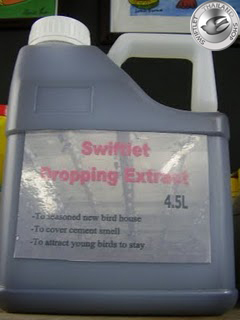 Swiftlet
Dropping Extract
4.5L
-To seasoned new bird house
-To cover cement smell
-To attract young birds to stay